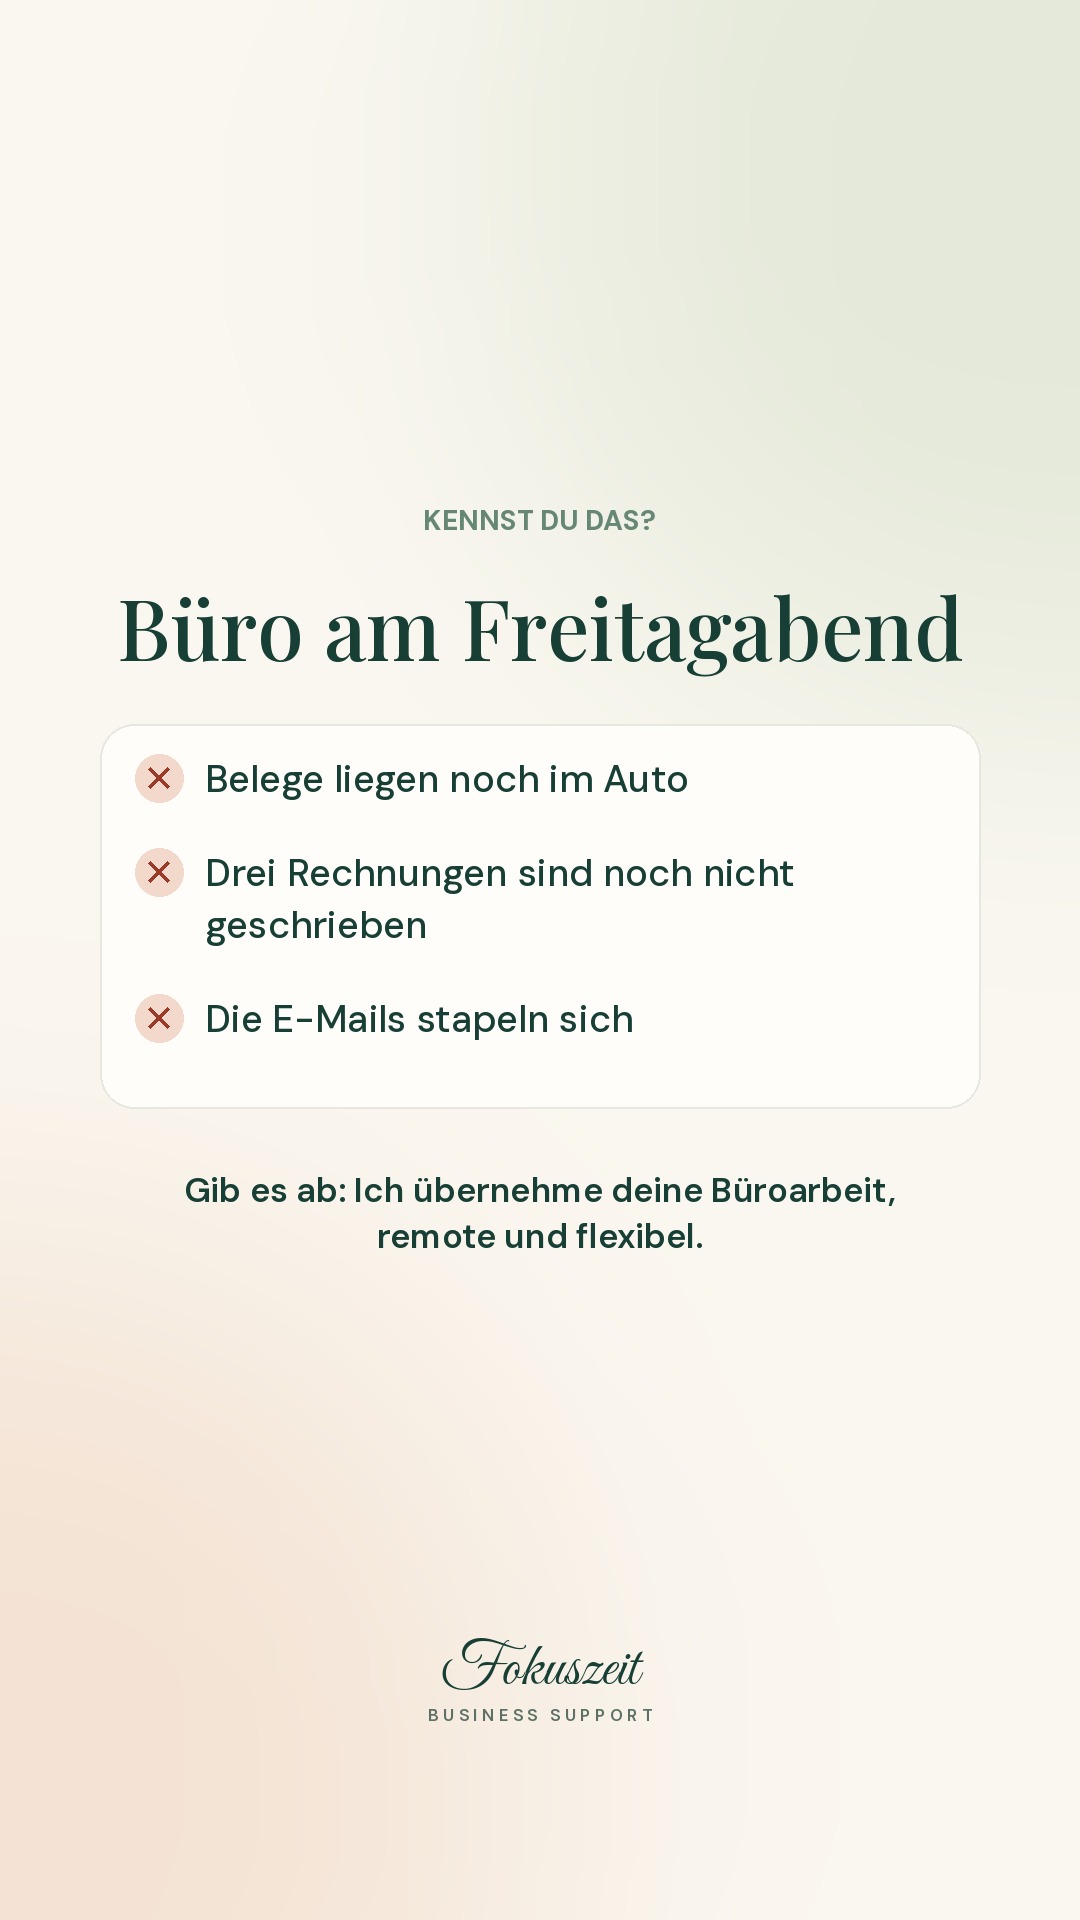 KENNST DU DAS?
Büro am Freitagabend
Belege liegen noch im Auto
Drei Rechnungen sind noch nicht
geschrieben
Die E-Mails stapeln sich
Gib es ab: Ich übernehme deine Büroarbeit,
remote und flexibel.
Fokuszeit
BUSINESS SUPPORT